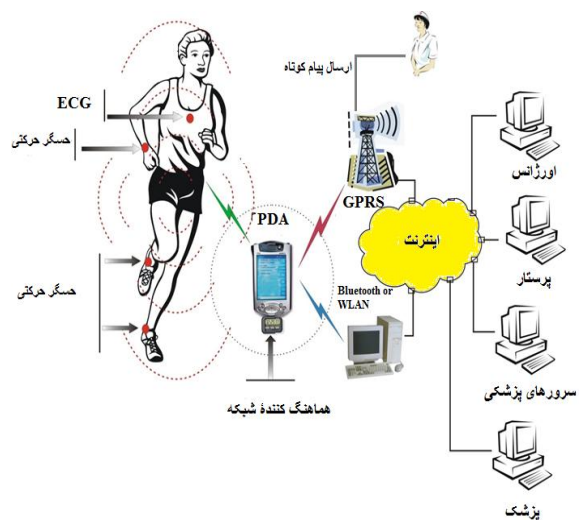 ارسال پیام کوتاه
ECG
حسگر حرکتی
GPRS
اورژانس
PDA
اینترنت
پرستار
حسگر حرکتی
Bluetooth or
WLAN
سرورهای پزشکی
هماهنگ کنندۀ شبکه
پزشک